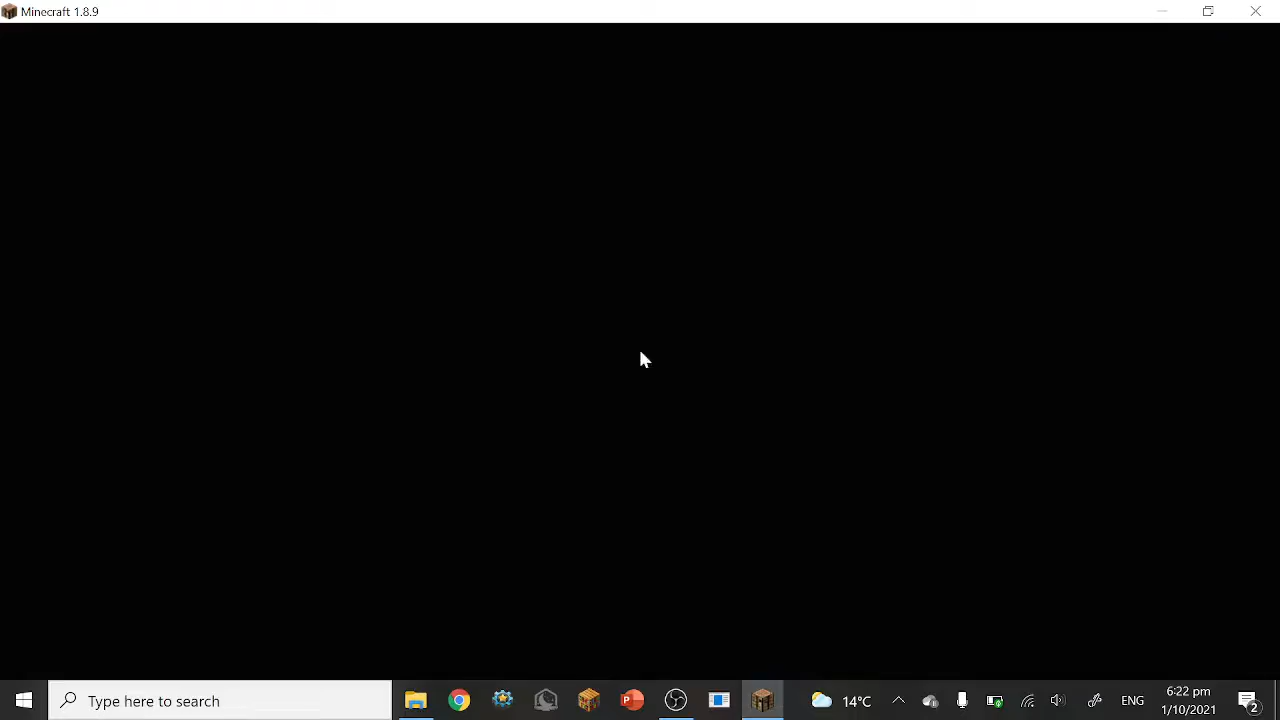 Minecraft 1.8.9
Type here to search
14°C
ENG
6:22 pm
1/10/2021
2